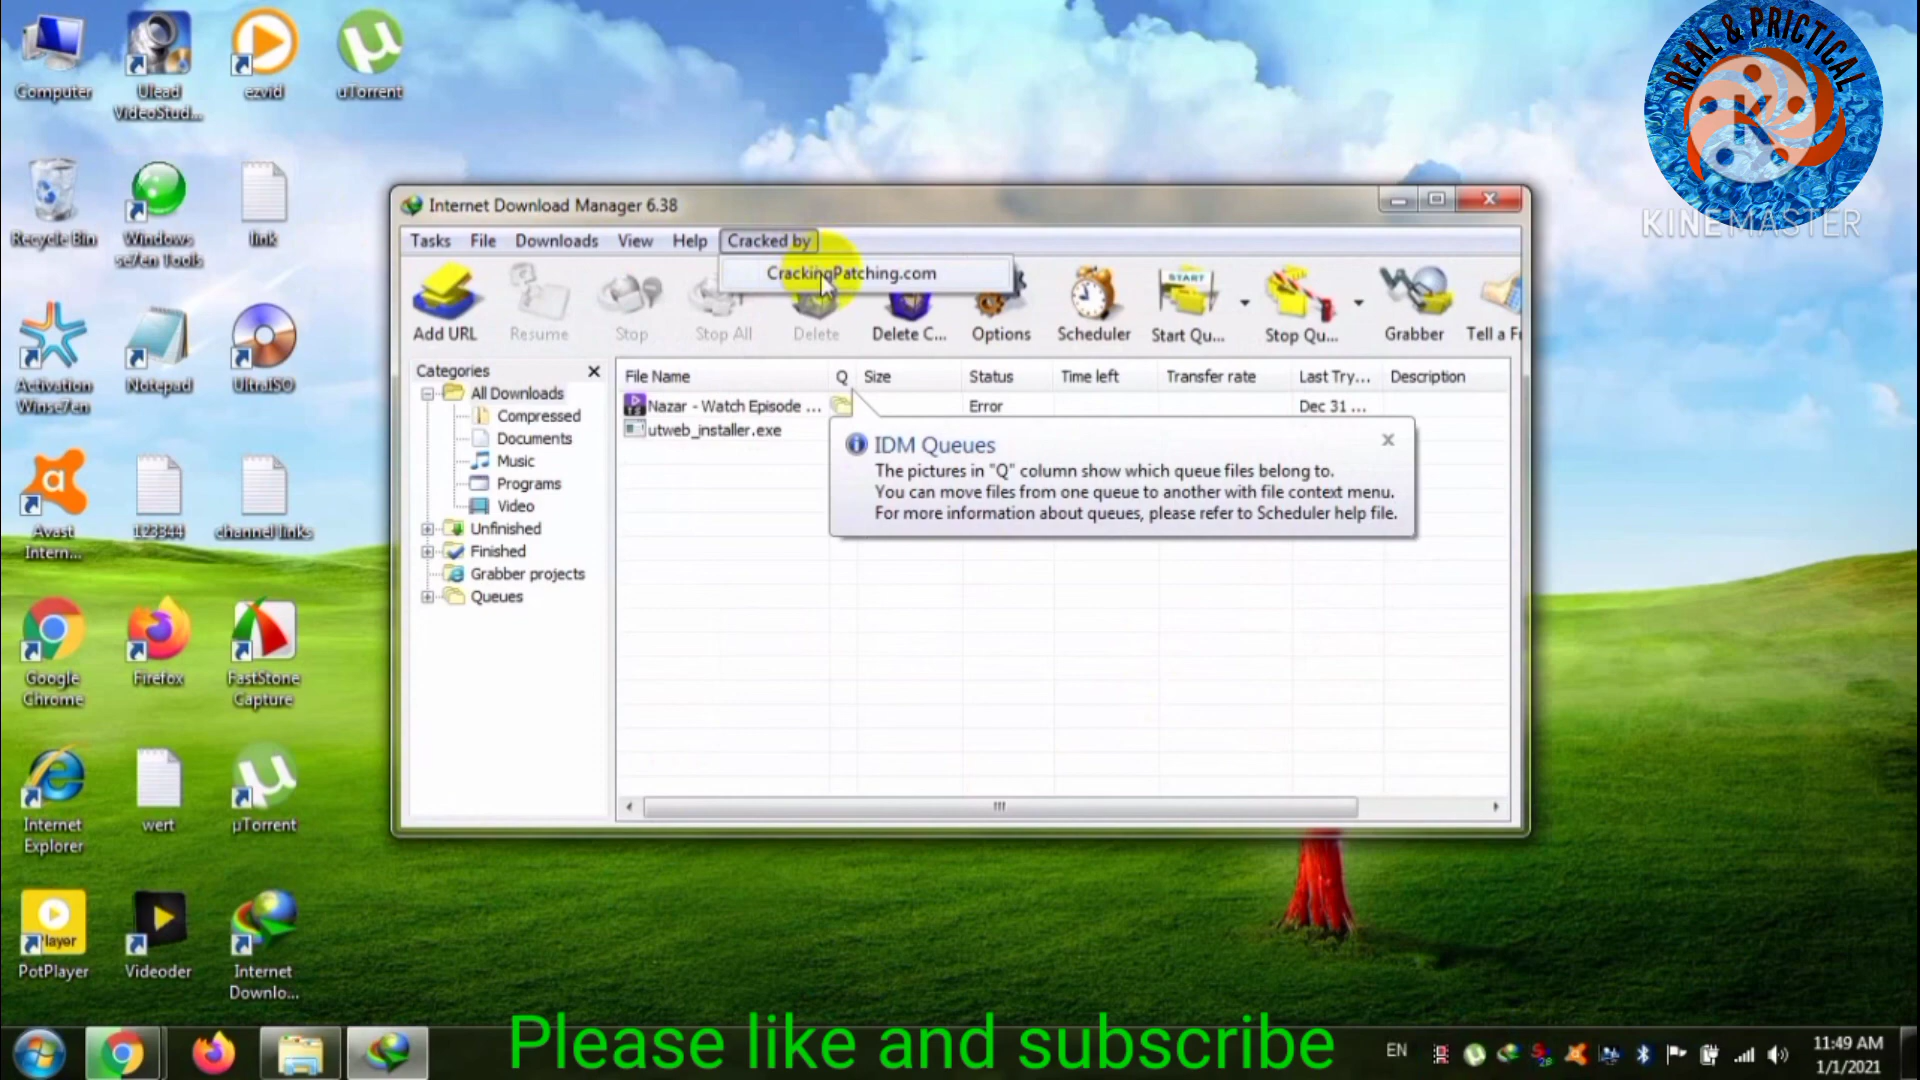 Computer
Ulead
VideoStud...
ezvid
uTorrent
REAL & PRICTICAL
K
KINEMASTER
Recycle Bin
Windows
se7en Tools
link
Activation
Winse7en
Notepad
UltraISO
Avast
Intern...
123344
channel links
Google
Chrome
Firefox
FastStone
Capture
Internet
Explorer
wert
µTorrent
Player
PotPlayer
Videoder
Internet
Downlo...
Internet Download Manager 6.38
Tasks File Downloads View Help Cracked by
CrackingPatching.com
START
Add URL Resume Stop Stop All Delete Delete C... Options Scheduler Start Qu... Stop Qu... Grabber Tell a Fr
Categories
All Downloads
Compressed
Documents
Music
Programs
Video
Unfinished
Finished
Grabber projects
Queues
File Name Q Size Status Time left Transfer rate Last Try... Description
Nazar - Watch Episode ... Error Dec 31 ...
utweb_installer.exe
IDM Queues
The pictures in "Q" column show which queue files belong to.
You can move files from one queue to another with file context menu.
For more information about queues, please refer to Scheduler help file.
Please like and subscribe
EN
11:49 AM
1/1/2021